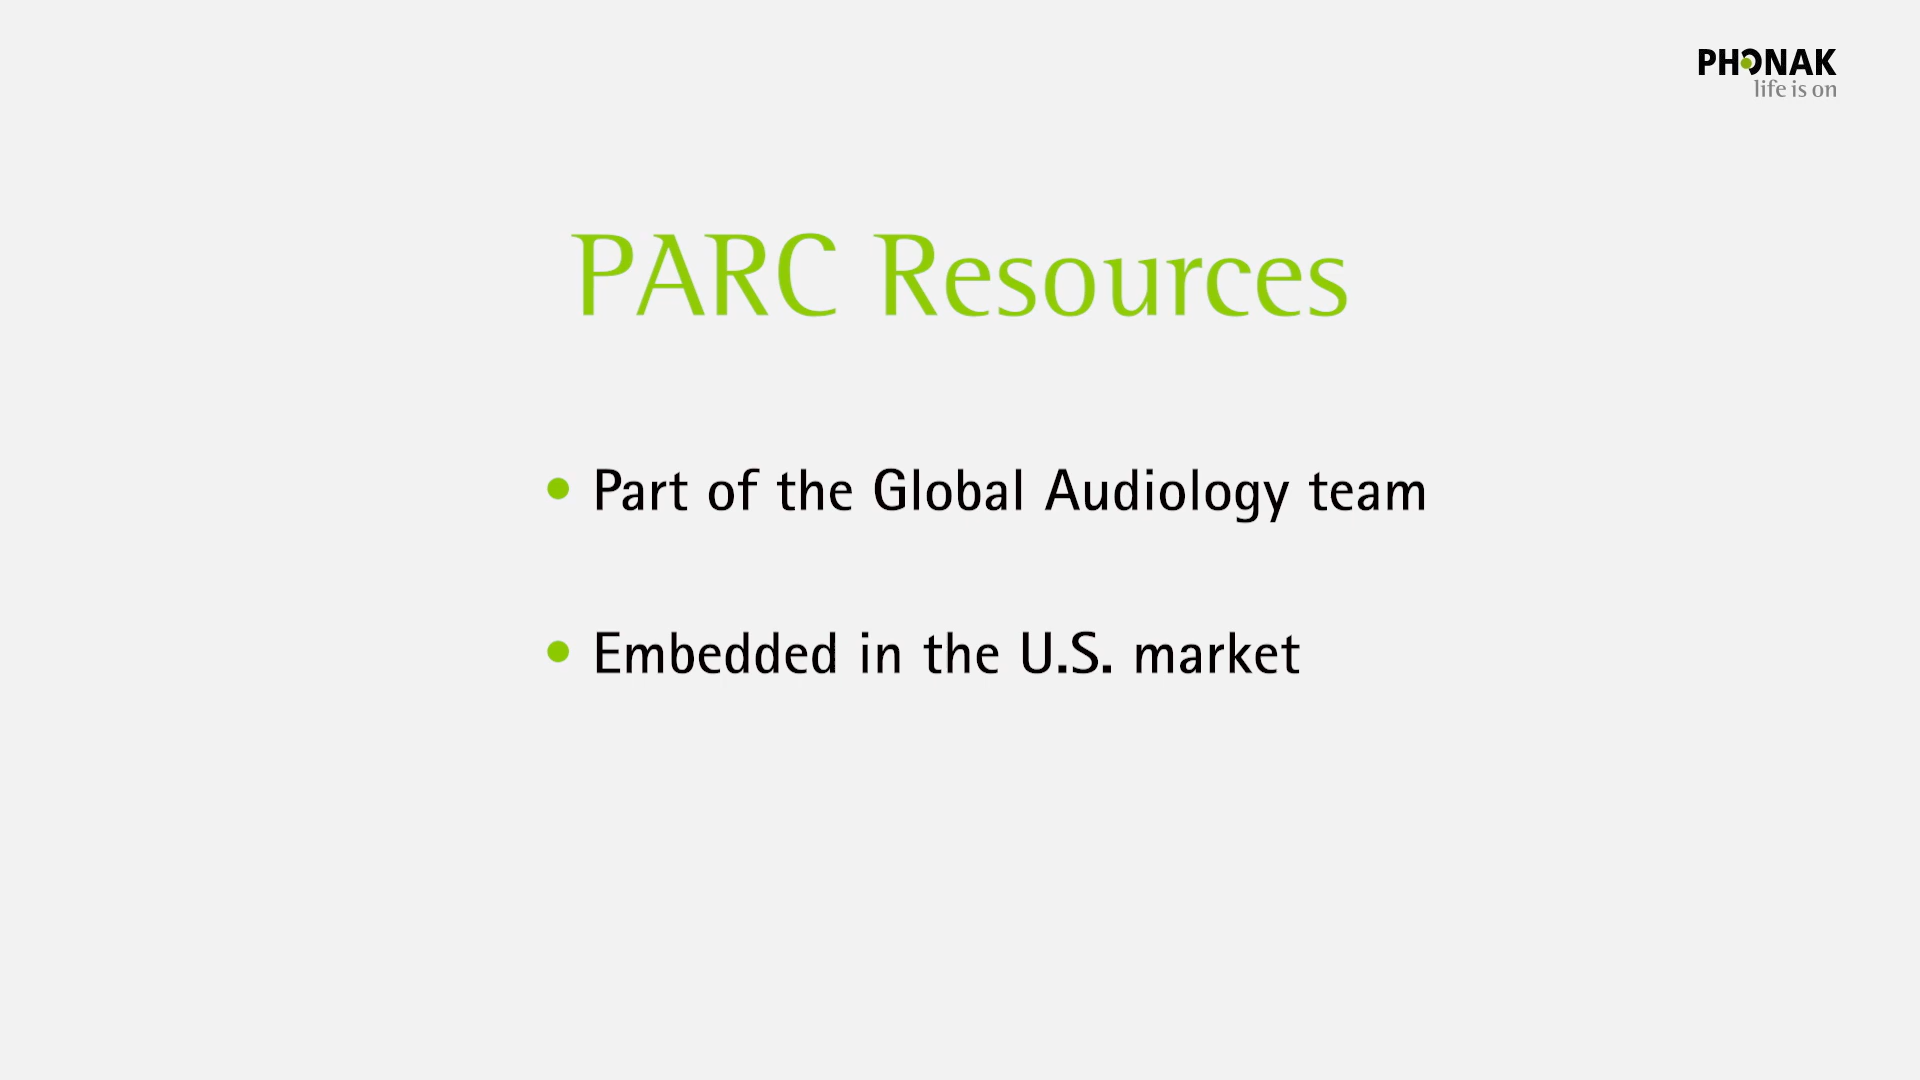 PHONAK
life is on
PARC Resources
• Part of the Global Audiology team
• Embedded in the U.S. market